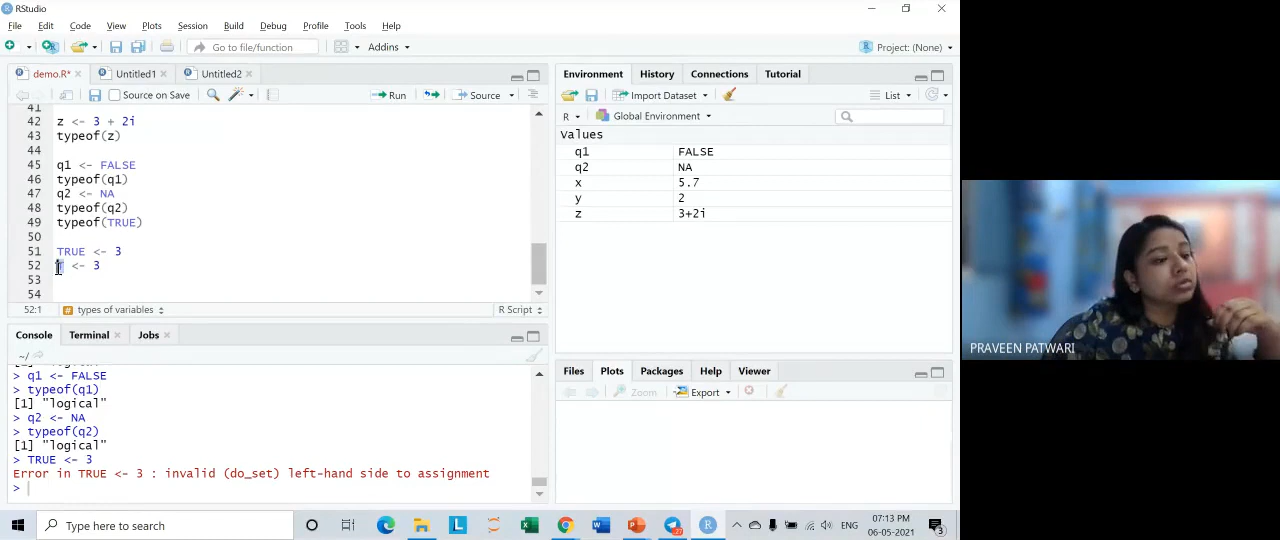 RStudio
File Edit Code View Plots Session Build Debug Profile Tools Help
Go to file/function Addins Project: (None)
demo.R* Untitled1 Untitled2
Source on Save Run Source
41
42 z <- 3 + 2i
43 typeof(z)
44
45 q1 <- FALSE
46 typeof(q1)
47 q2 <- NA
48 typeof(q2)
49 typeof(TRUE)
50
51 TRUE <- 3
52 <- 3
53
54
52:1 # types of variables R Script
Console Terminal Jobs
~/
> q1 <- FALSE
> typeof(q1)
[1] "logical"
> q2 <- NA
> typeof(q2)
[1] "logical"
> TRUE <- 3
Error in TRUE <- 3 : invalid (do_set) left-hand side to assignment
>
Environment History Connections Tutorial
Import Dataset List
R Global Environment
Values
q1 FALSE
q2 NA
x 5.7
y 2
z 3+2i
Files Plots Packages Help Viewer
Zoom Export
PRAVEEN PATWARI
Type here to search
ENG
07:13 PM
06-05-2021
3